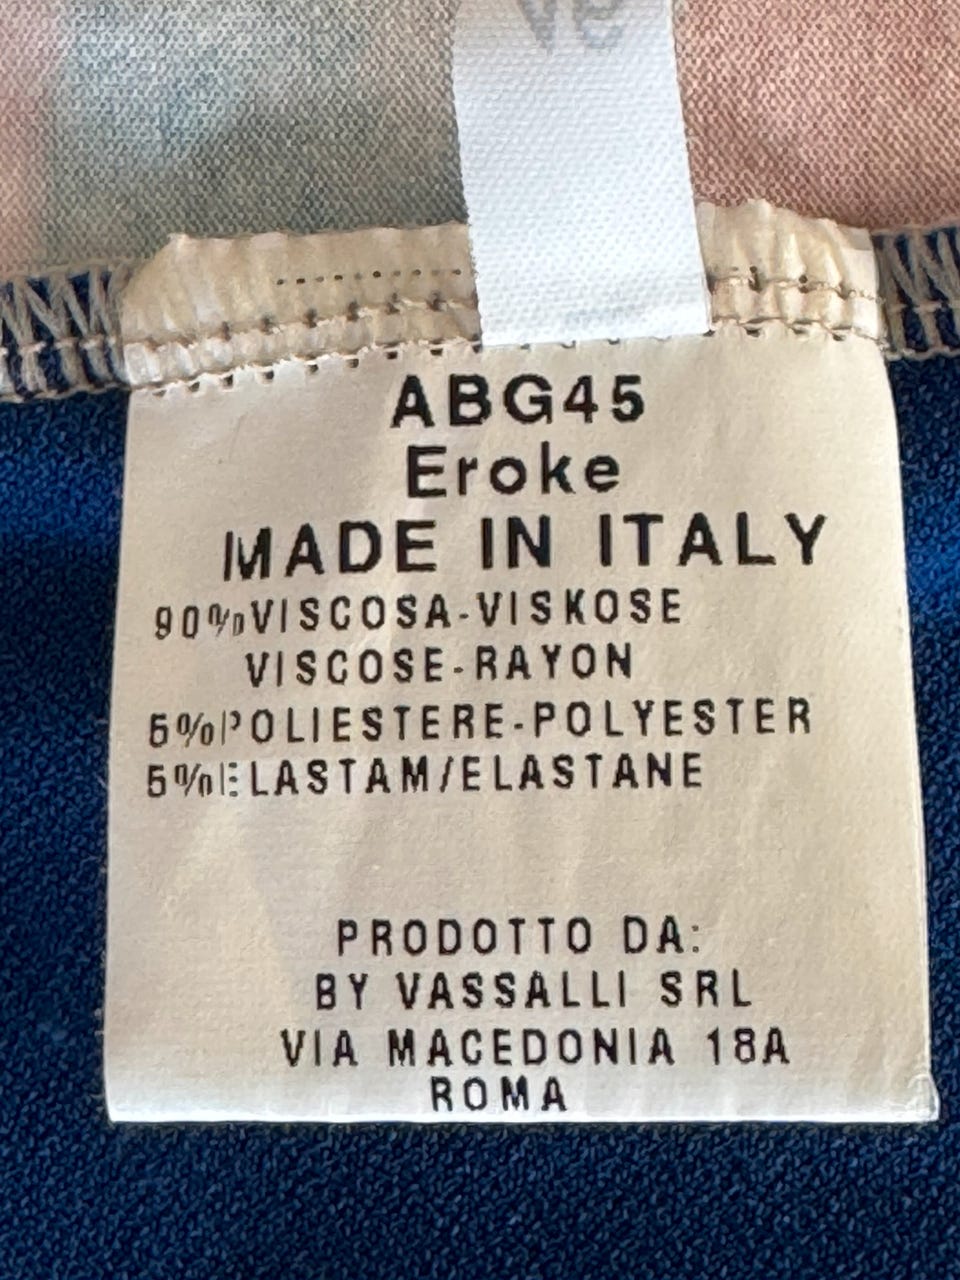 ABG45
Eroke
MADE IN ITALY
90%VISCOSA-VISKOSE
VISCOSE-RAYON
5%POLIESTERE-POLYESTER
5%ELASTAM/ELASTANE
PRODOTTO DA:
BY VASSALLI SRL
VIA MACEDONIA 18A
ROMA